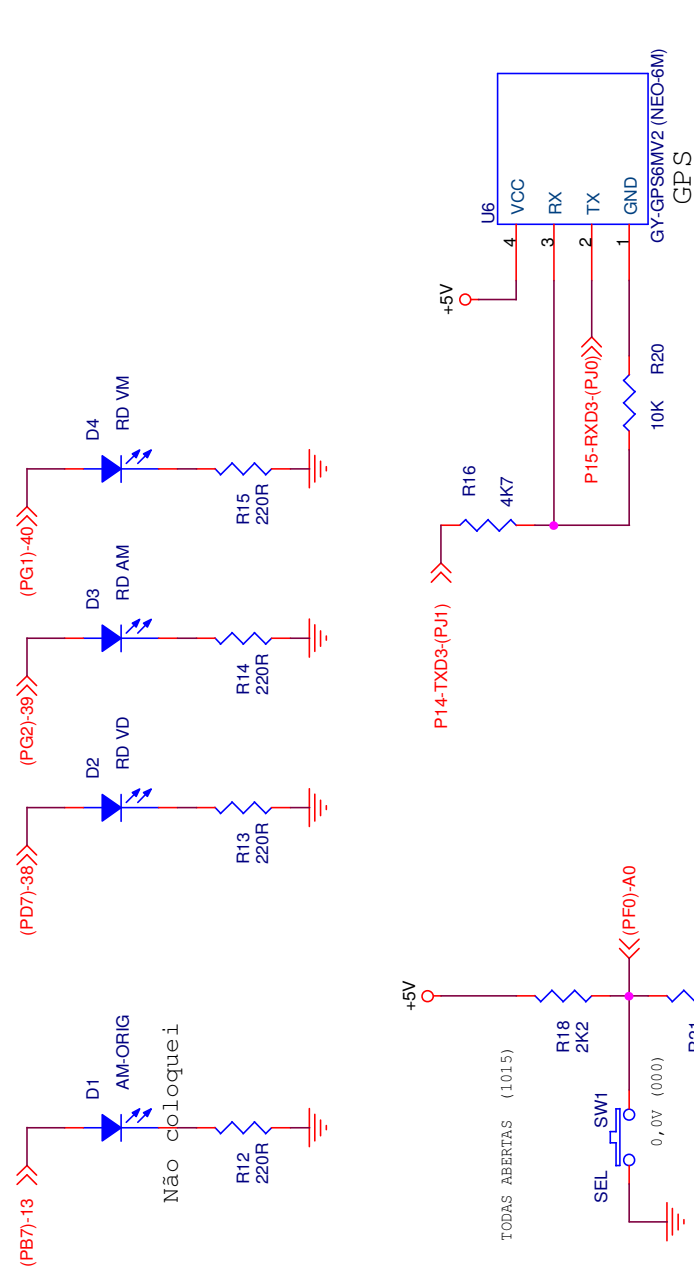 (PB7)-13
D1
AM-ORIG
Não coloquei
R12
220R
(PD7)-38
D2
RD VD
R13
220R
(PG2)-39
D3
RD AM
R14
220R
(PG1)-40
D4
RD VM
R15
220R
TODAS ABERTAS (1015)
+5V
R18
2K2
(PF0)-A0
SEL
SW1
0,0V (000)
P14-TXD3-(PJ1)
R16
4K7
P15-RXD3-(PJ0)
10K
R20
+5V
U6
4
VCC
3
RX
2
TX
1
GND
GY-GPS6MV2 (NEO-6M)
GPS